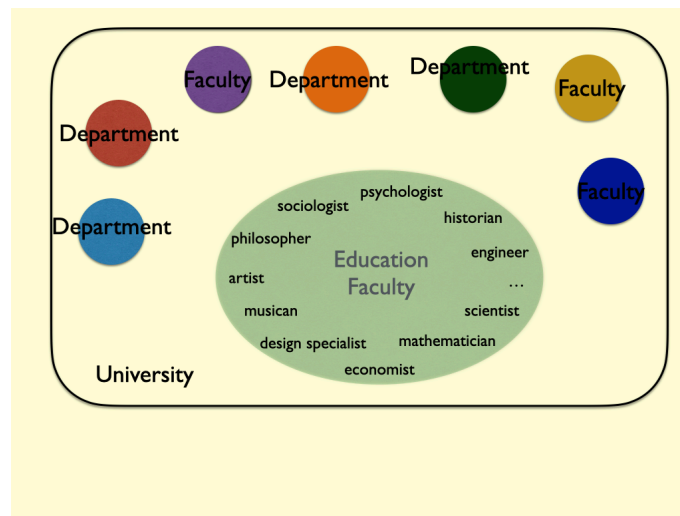 Department
Faculty
Department
Department
Faculty
Department
Faculty
Department
psychologist
sociologist
historian
philosopher
engineer
Education
Faculty
artist
…
musican
scientist
design specialist
mathematician
economist
University